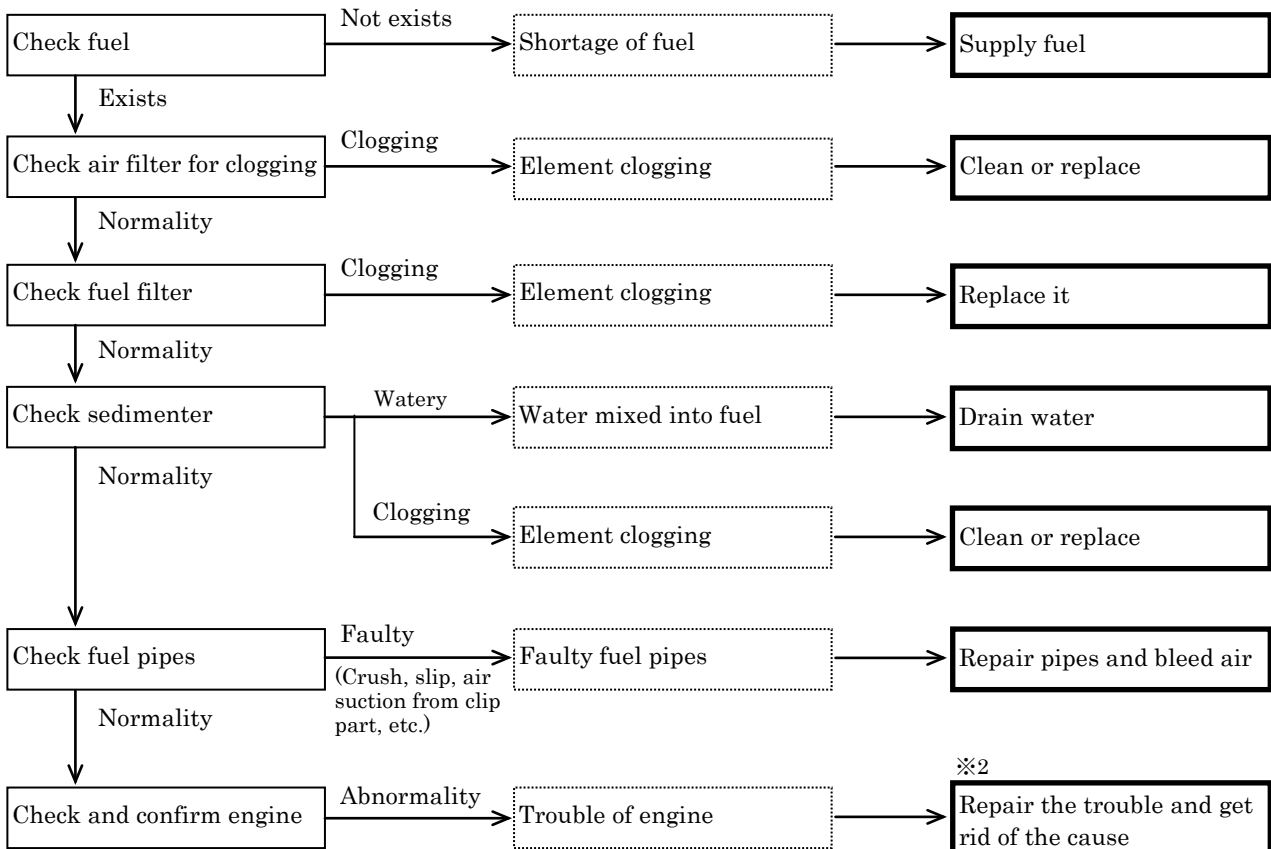 Check fuel
Not exists
Shortage of fuel
Supply fuel
Exists
Check air filter for clogging
Clogging
Element clogging
Clean or replace
Normality
Check fuel filter
Clogging
Element clogging
Replace it
Normality
Check sedimenter
Watery
Water mixed into fuel
Drain water
Normality
Clogging
Element clogging
Clean or replace
Check fuel pipes
Faulty
(Crush, slip, air
suction from clip
part, etc.)
Faulty fuel pipes
Repair pipes and bleed air
Normality
※2
Check and confirm engine
Abnormality
Trouble of engine
Repair the trouble and get
rid of the cause